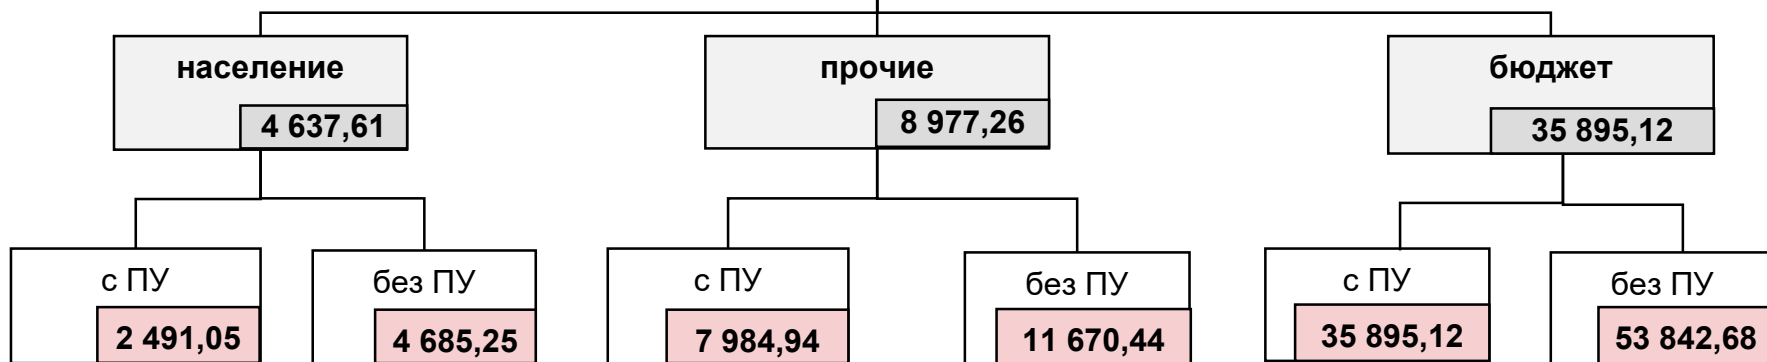 население
4 637,61
прочие
8 977,26
бюджет
35 895,12
с ПУ
2 491,05
без ПУ
4 685,25
с ПУ
7 984,94
без ПУ
11 670,44
с ПУ
35 895,12
без ПУ
53 842,68